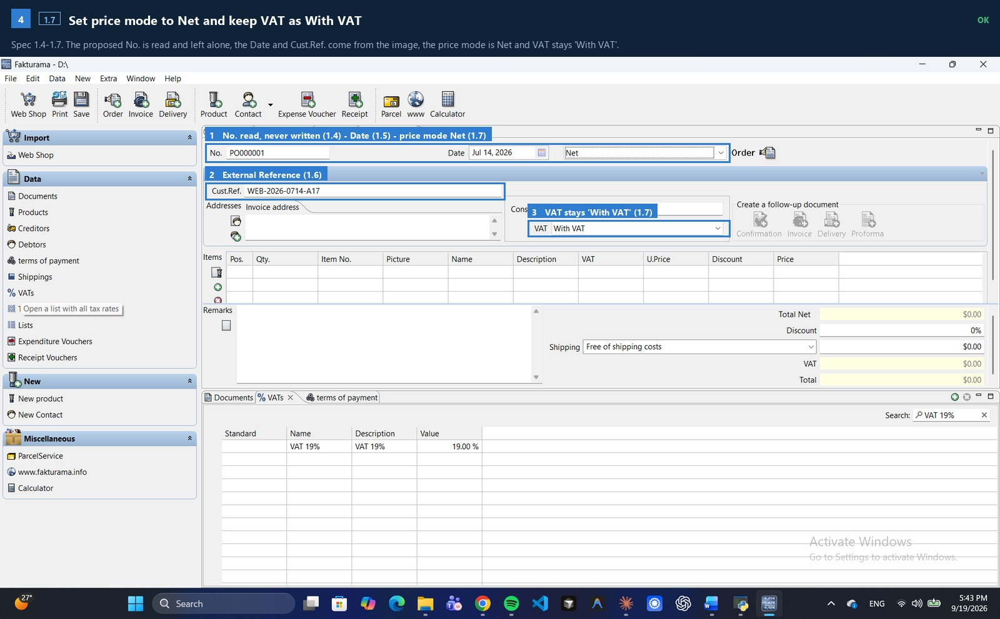 4 1.7 Set price mode to Net and keep VAT as With VAT OK
Spec 1.4-1.7. The proposed No. is read and left alone, the Date and Cust.Ref. come from the image, the price mode is Net and VAT stays 'With VAT'.
Fakturama - D:\
File Edit Data New Extra Window Help
Web Shop Print Save Order Invoice Delivery Product Contact Expense Voucher Receipt Parcel www Calculator
Import
Web Shop
Data
Documents
Products
Creditors
Debtors
terms of payment
Shippings
VATs
Open a list with all tax rates
Lists
Expenditure Vouchers
Receipt Vouchers
New
New product
New Contact
Miscellaneous
ParcelService
www.fakturama.info
Calculator
1 No. read, never written (1.4) - Date (1.5) - price mode Net (1.7)
No. PO000001 Date Jul 14, 2026 Net Order
2 External Reference (1.6)
Cust.Ref. WEB-2026-0714-A17
Addresses Invoice address
Cons
3 VAT stays 'With VAT' (1.7)
VAT With VAT
Create a follow-up document
Confirmation Invoice Delivery Proforma
Items Pos. Qty. Item No. Picture Name Description VAT U.Price Discount Price
Remarks
Total Net $0.00
Discount 0%
Shipping Free of shipping costs $0.00
VAT $0.00
Total $0.00
Documents VATs terms of payment
Search: VAT 19%
Standard Name Description Value
VAT 19% VAT 19% 19.00 %
Activate Windows
Go to Settings to activate Windows.
27°
Search
ENG
5:43 PM
9/19/2026